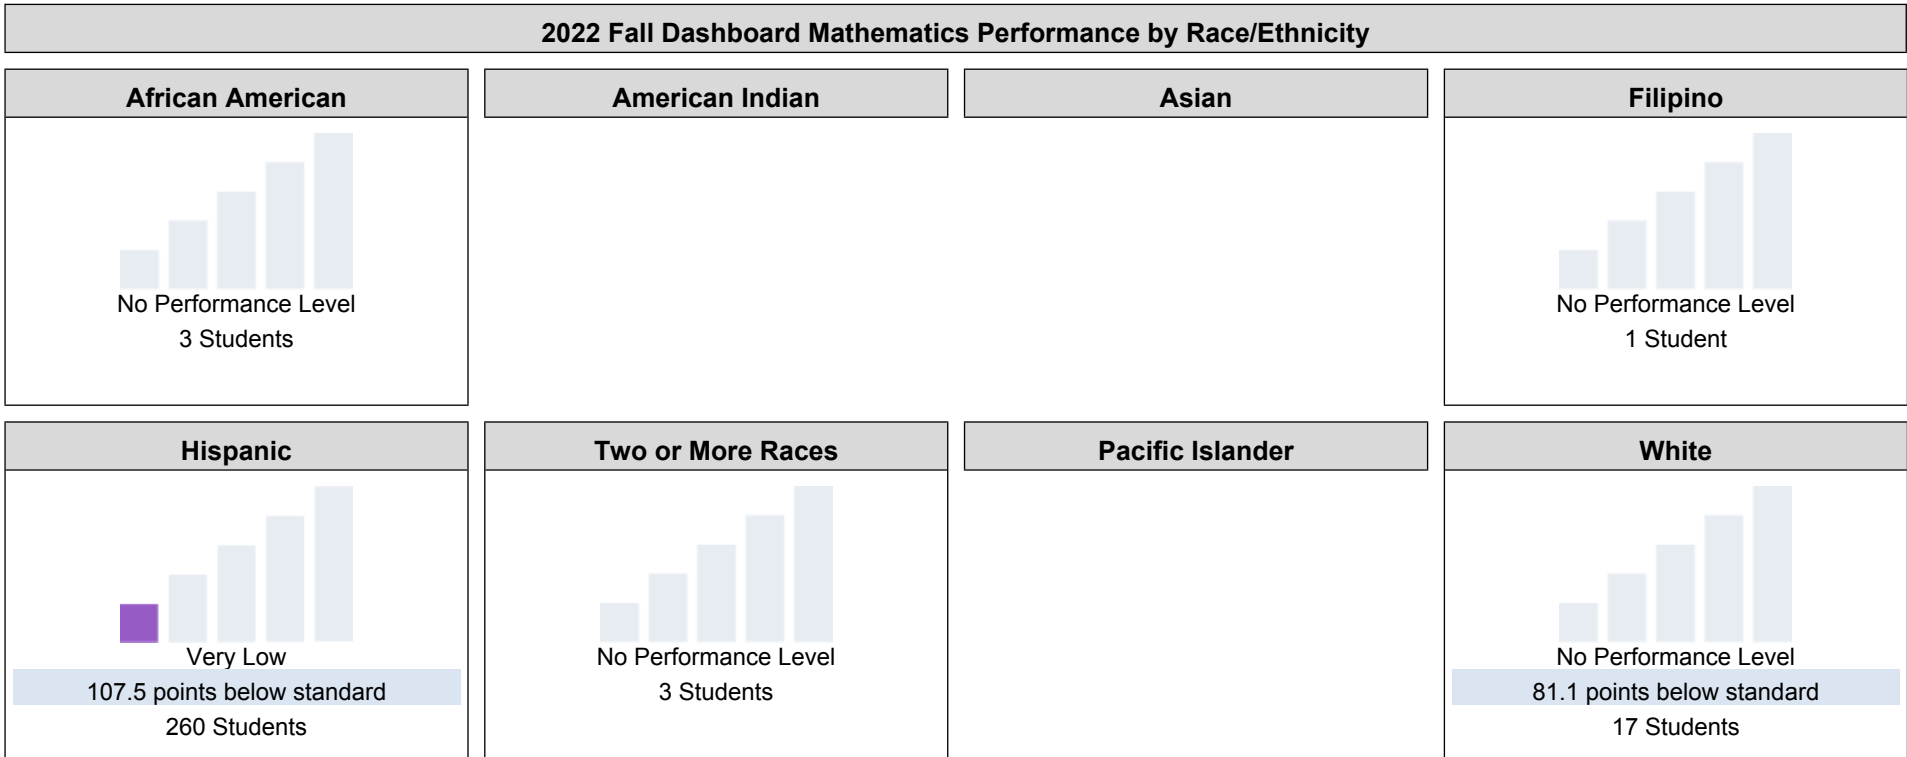 2022 Fall Dashboard Mathematics Performance by Race/Ethnicity
African American
No Performance Level
3 Students
American Indian
Asian
Filipino
No Performance Level
1 Student
Hispanic
Very Low
107.5 points below standard
260 Students
Two or More Races
No Performance Level
3 Students
Pacific Islander
White
No Performance Level
81.1 points below standard
17 Students